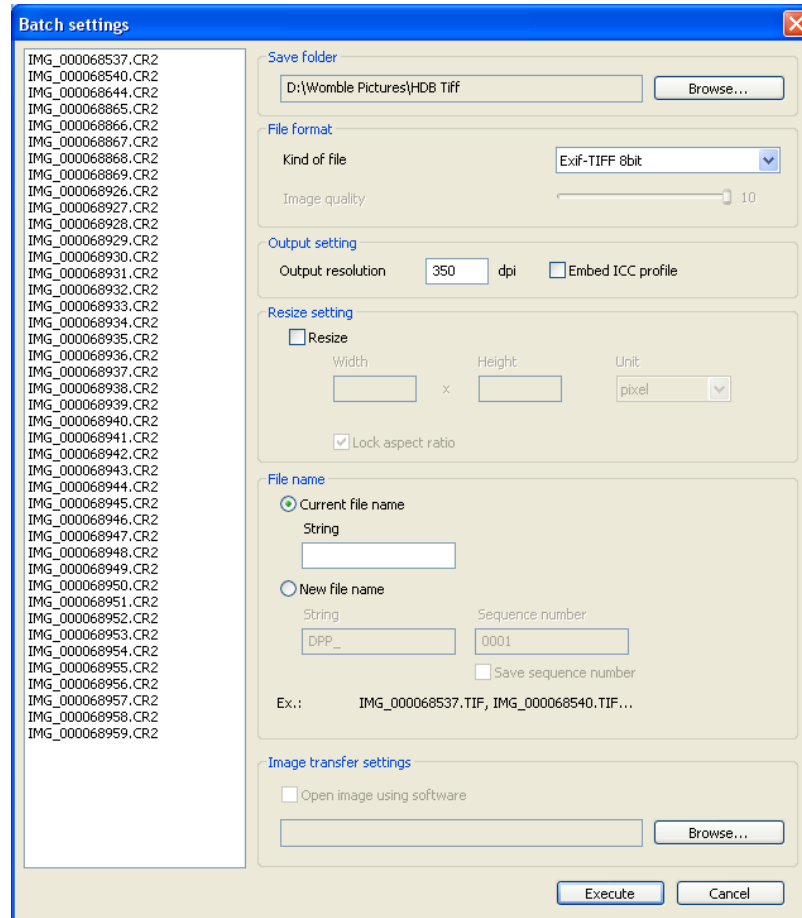 Batch settings
IMG_000068537.CR2
IMG_000068540.CR2
IMG_000068644.CR2
IMG_000068865.CR2
IMG_000068866.CR2
IMG_000068867.CR2
IMG_000068868.CR2
IMG_000068869.CR2
IMG_000068926.CR2
IMG_000068927.CR2
IMG_000068928.CR2
IMG_000068929.CR2
IMG_000068930.CR2
IMG_000068931.CR2
IMG_000068932.CR2
IMG_000068933.CR2
IMG_000068934.CR2
IMG_000068935.CR2
IMG_000068936.CR2
IMG_000068937.CR2
IMG_000068938.CR2
IMG_000068939.CR2
IMG_000068940.CR2
IMG_000068941.CR2
IMG_000068942.CR2
IMG_000068943.CR2
IMG_000068944.CR2
IMG_000068945.CR2
IMG_000068946.CR2
IMG_000068947.CR2
IMG_000068948.CR2
IMG_000068949.CR2
IMG_000068950.CR2
IMG_000068951.CR2
IMG_000068952.CR2
IMG_000068953.CR2
IMG_000068954.CR2
IMG_000068955.CR2
IMG_000068956.CR2
IMG_000068957.CR2
IMG_000068958.CR2
IMG_000068959.CR2
Save folder
D:\Womble Pictures\HDB Tiff Browse...
File format
Kind of file Exif-TIFF 8bit
Image quality 10
Output setting
Output resolution 350 dpi Embed ICC profile
Resize setting
Resize
Width Height Unit
x pixel
Lock aspect ratio
File name
Current file name
String
New file name
String Sequence number
DPP_ 0001
Save sequence number
Ex.: IMG_000068537.TIF, IMG_000068540.TIF...
Image transfer settings
Open image using software
Browse...
Execute Cancel